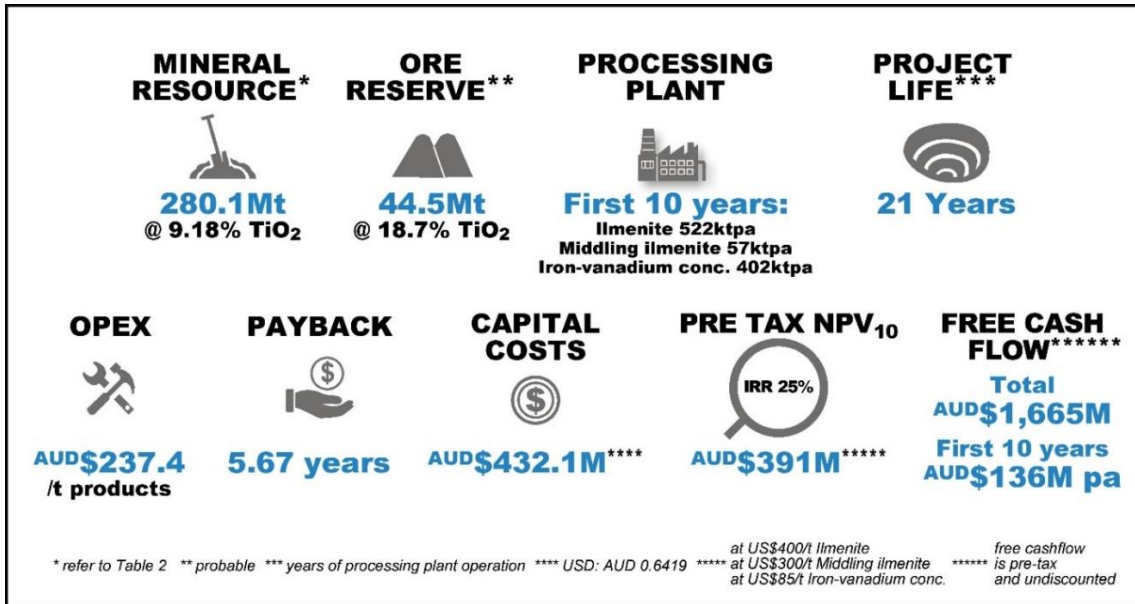 MINERAL
RESOURCE*
280.1Mt
@ 9.18% TiO₂
ORE
RESERVE**
44.5Mt
@ 18.7% TiO₂
PROCESSING
PLANT
First 10 years:
Ilmenite 522ktpa
Middling ilmenite 57ktpa
Iron-vanadium conc. 402ktpa
PROJECT
LIFE***
21 Years
OPEX
AUD$237.4
/t products
PAYBACK
$
5.67 years
CAPITAL
COSTS
$
AUD$432.1M****
PRE TAX NPV₁₀
IRR 25%
AUD$391M*****
FREE CASH
FLOW******
Total
AUD$1,665M
First 10 years
AUD$136M pa
* refer to Table 2 ** probable *** years of processing plant operation **** USD: AUD 0.6419
***** at US$400/t Ilmenite
at US$300/t Middling ilmenite
at US$85/t Iron-vanadium conc.
****** free cashflow
is pre-tax
and undiscounted